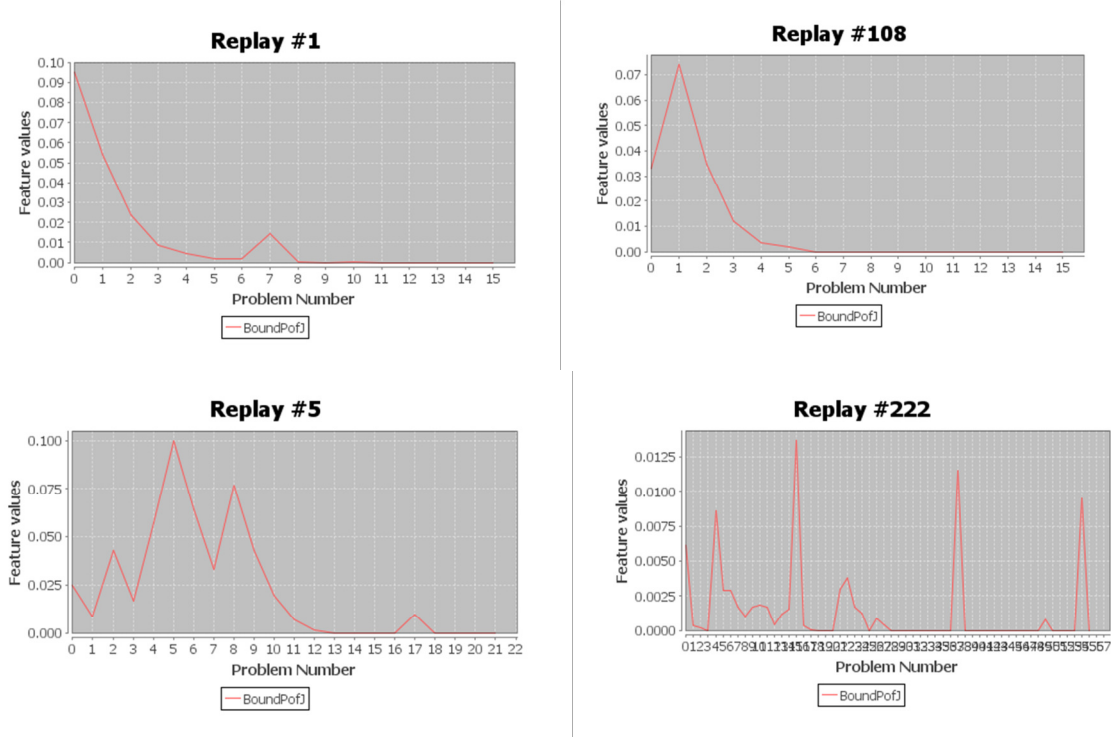 Replay #1
0.10
0.09
0.08
0.07
0.06
0.05
0.04
0.03
0.02
0.01
0.00
Feature values
0 1 2 3 4 5 6 7 8 9 10 11 12 13 14 15
Problem Number
BoundPofJ
Replay #108
0.07
0.06
0.05
0.04
0.03
0.02
0.01
0.00
Feature values
0 1 2 3 4 5 6 7 8 9 10 11 12 13 14 15
Problem Number
BoundPofJ
Replay #5
0.100
0.075
0.050
0.025
0.000
Feature values
0 1 2 3 4 5 6 7 8 9 10 11 12 13 14 15 16 17 18 19 20 21 22
Problem Number
BoundPofJ
Replay #222
0.0125
0.0100
0.0075
0.0050
0.0025
0.0000
Feature values
Problem Number
BoundPofJ